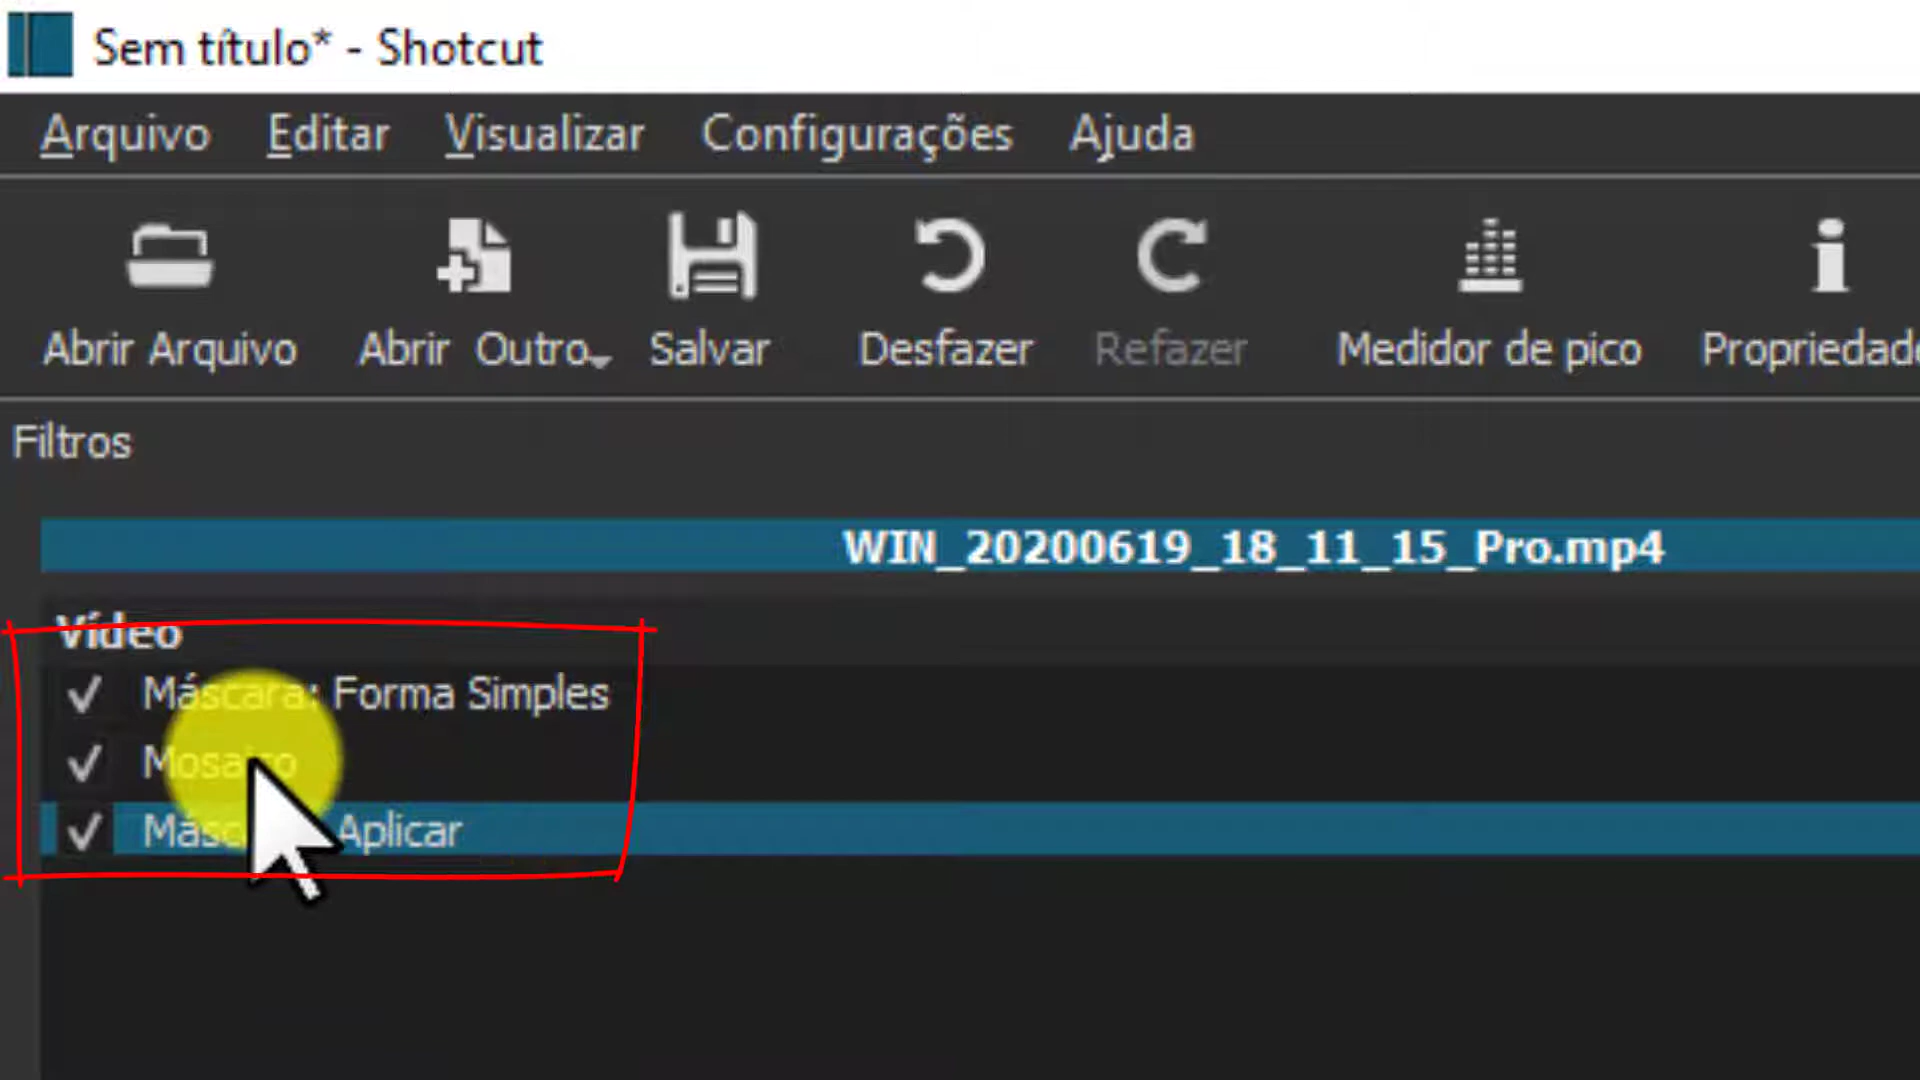 Sem título* - Shotcut
Arquivo Editar Visualizar Configurações Ajuda
Abrir Arquivo Abrir Outro Salvar Desfazer Refazer Medidor de pico Propriedade
Filtros
WIN_20200619_18_11_15_Pro.mp4
Vídeo
Máscara: Forma Simples
Mosaico
Aplicar